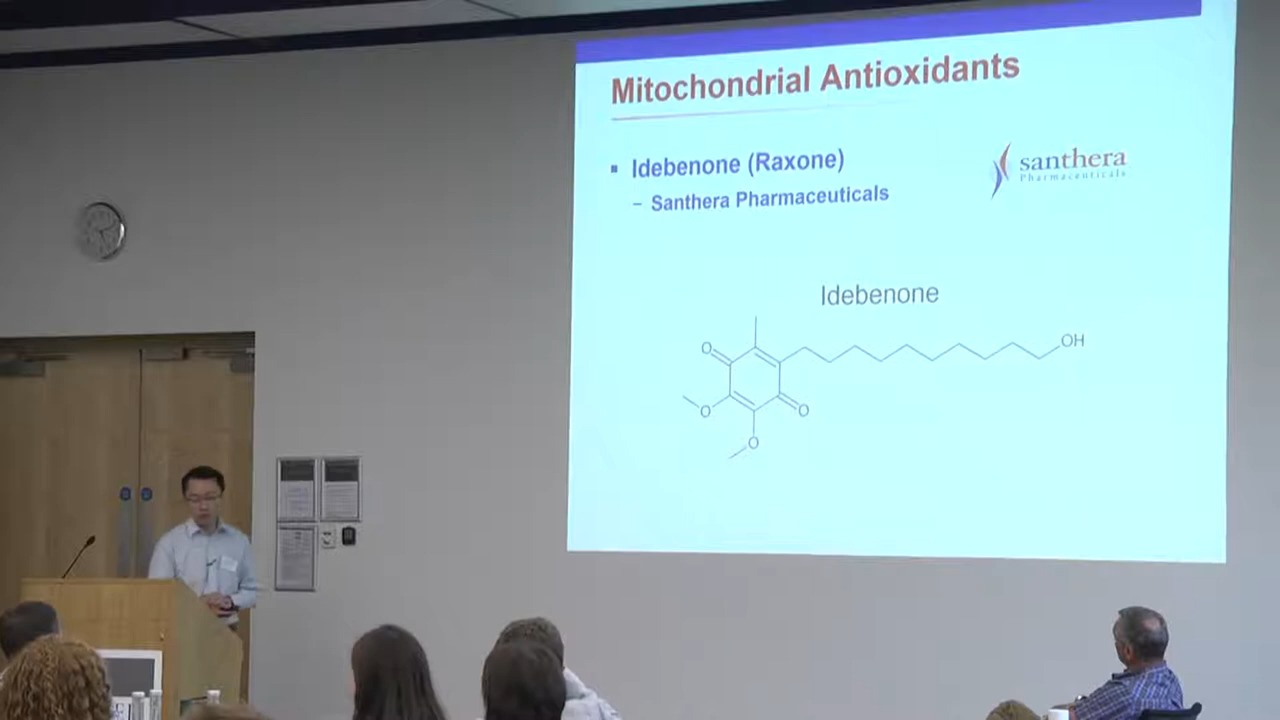 Mitochondrial Antioxidants
▪ Idebenone (Raxone)
– Santhera Pharmaceuticals
santhera
Pharmaceuticals
Idebenone
OH
O
O
O
O